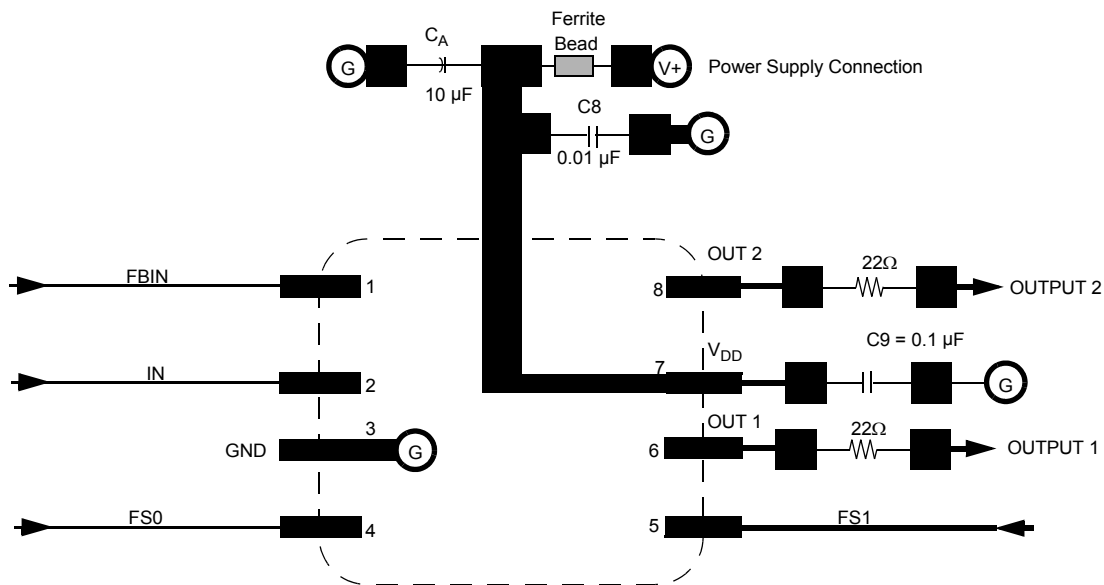 Ferrite
Bead
C_A
G
V+
Power Supply Connection
10 µF
C8
G
0.01 µF
OUT 2
22Ω
FBIN
1
8
OUTPUT 2
C9 = 0.1 µF
V_DD
IN
2
7
G
3
OUT 1
22Ω
GND
G
6
OUTPUT 1
FS0
4
5
FS1